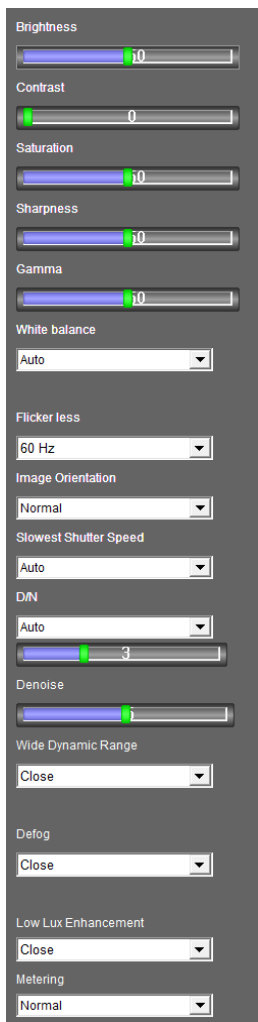 Brightness
Contrast
0
Saturation
Sharpness
Gamma
White balance
Auto
Flicker less
60 Hz
Image Orientation
Normal
Slowest Shutter Speed
Auto
D/N
Auto
3
Denoise
Wide Dynamic Range
Close
Defog
Close
Low Lux Enhancement
Close
Metering
Normal